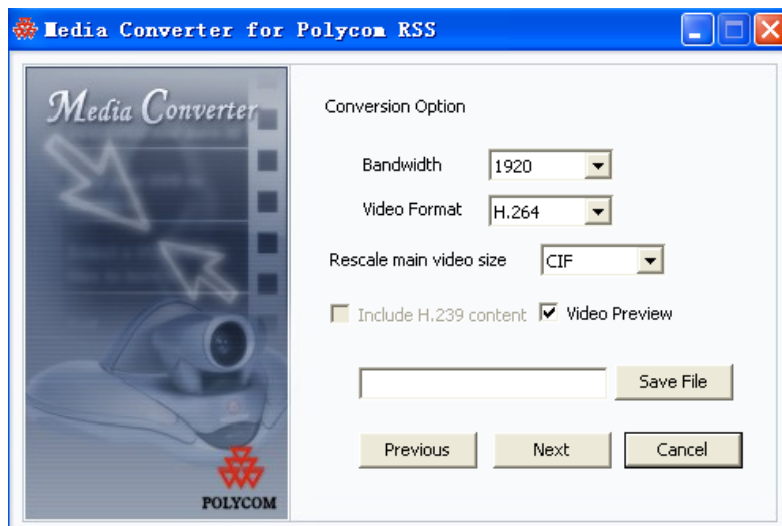 Media Converter for Polycom RSS
Media Converter
Conversion Option
Bandwidth 1920
Video Format H.264
Rescale main video size CIF
Include H.239 content Video Preview
Save File
Previous Next Cancel
POLYCOM